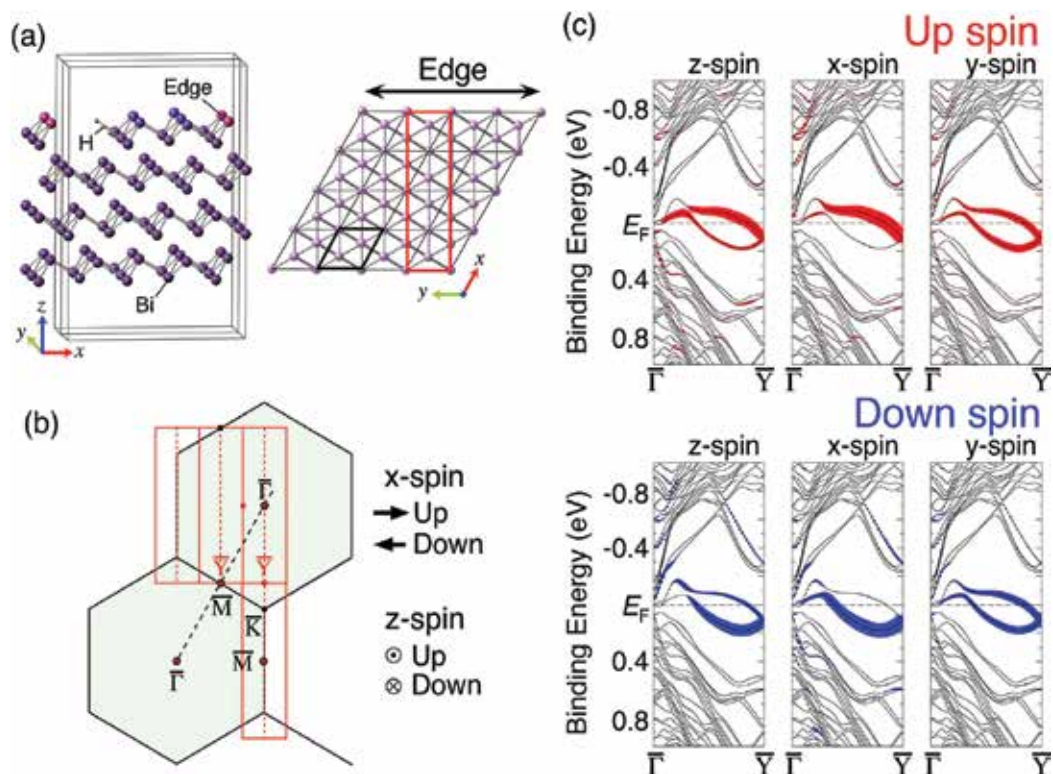 (a)
Edge
H
Bi
z
y
x
Edge
y
x
(b)
Γ̅
Y̅
Y̅
M̅
K̅
Γ̅
M̅
x-spin
Up
Down
z-spin
Up
Down
(c)
Up spin
z-spin x-spin y-spin
Binding Energy (eV)
-0.8
-0.4
E_F
0.4
0.8
Γ̅ Y̅ Γ̅ Y̅ Γ̅ Y̅
Down spin
z-spin x-spin y-spin
Binding Energy (eV)
-0.8
-0.4
E_F
0.4
0.8
Γ̅ Y̅ Γ̅ Y̅ Γ̅ Y̅